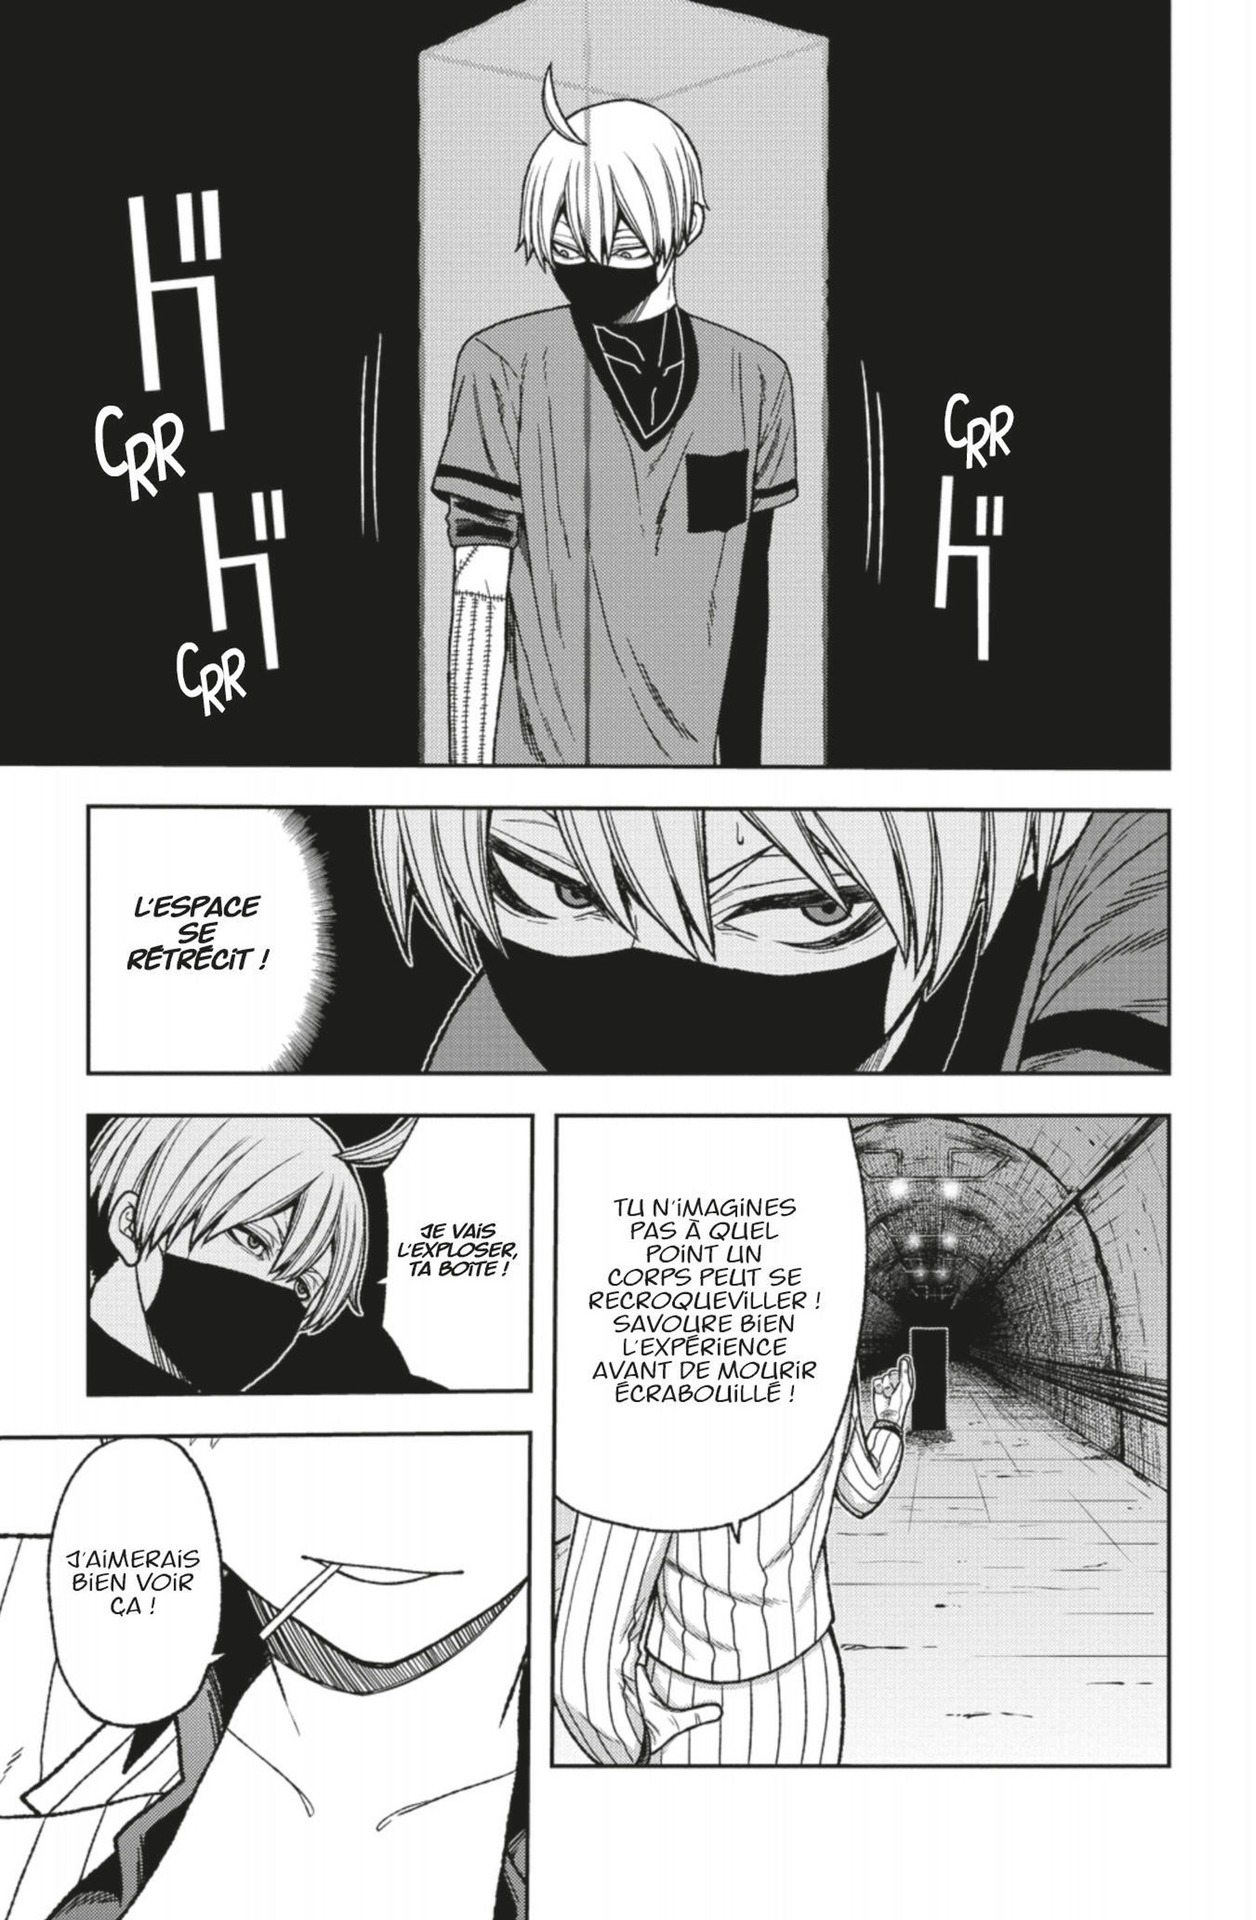 ド
CRR
ド
CRR
CRR
ド
L'ESPACE
SE
RÉTRÉCIT !
TU N'IMAGINES
PAS À QUEL
POINT UN
CORPS PEUT SE
RECROQUEVILLER !
SAVOURE BIEN
L'EXPÉRIENCE
AVANT DE MOURIR
ÉCRABOUILLÉ !
JE VAIS
L'EXPLOSER,
TA BOÎTE !
J'AIMERAIS
BIEN VOIR
ÇA !